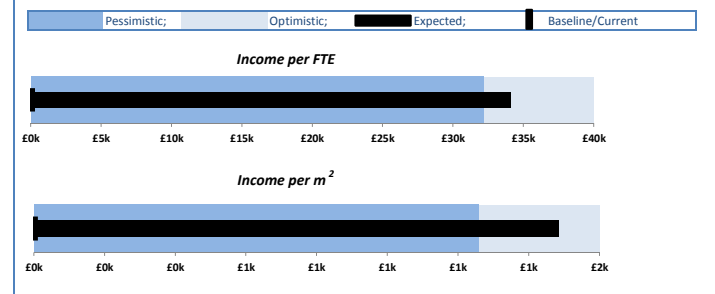 Pessimistic; Optimistic; Expected; Baseline/Current
Income per FTE
£0k £5k £10k £15k £20k £25k £30k £35k £40k
Income per m²
£0k £0k £0k £1k £1k £1k £1k £1k £2k